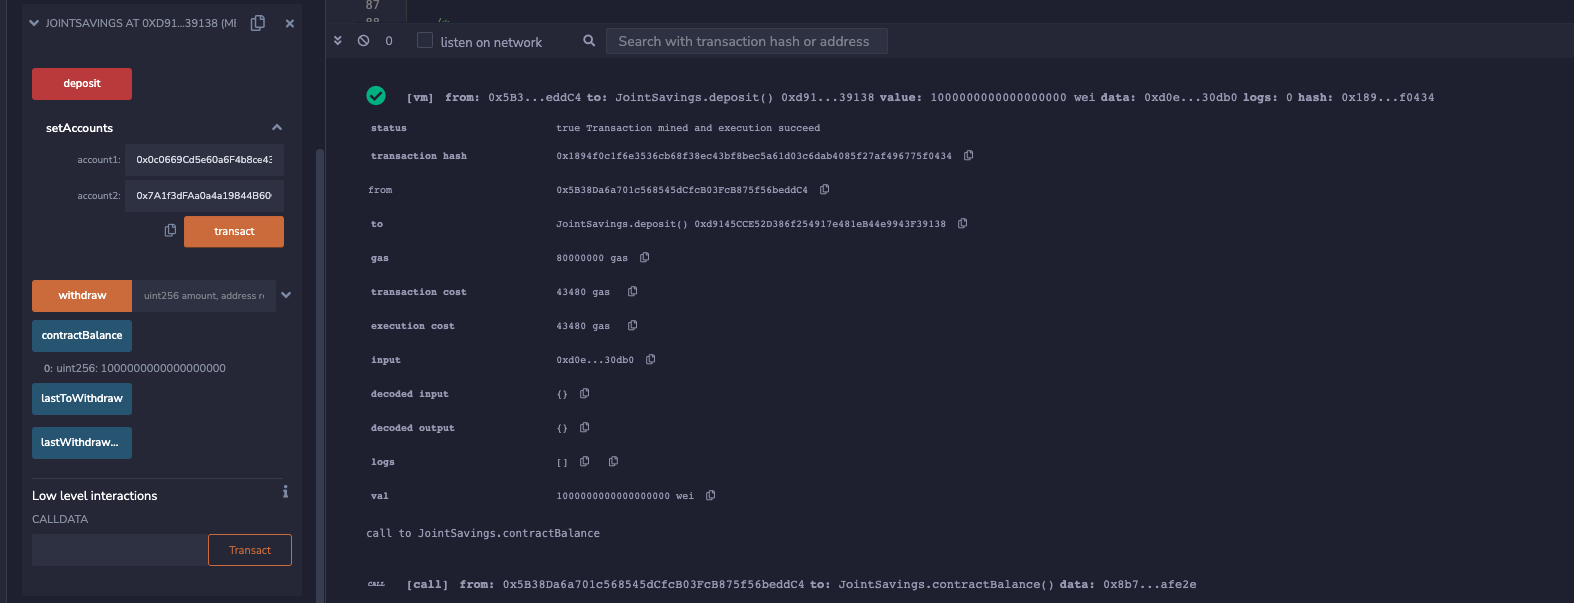 JOINTSAVINGS AT 0XD91...39138 (ME
deposit
setAccounts
account1: 0x0c0669Cd5e60a6F4b8ce43
account2: 0x7A1f3dFAa0a4a19844B60
transact
withdraw uint256 amount, address re
contractBalance
0: uint256: 1000000000000000000
lastToWithdraw
lastWithdraw...
Low level interactions
CALLDATA
Transact
87
88 /*
0 listen on network Search with transaction hash or address
[vm] from: 0x5B3...eddC4 to: JointSavings.deposit() 0xd91...39138 value: 1000000000000000000 wei data: 0xd0e...30db0 logs: 0 hash: 0x189...f0434
status true Transaction mined and execution succeed
transaction hash 0x1894f0c1f6e3536cb68f38ec43bf8bec5a61d03c6dab4085f27af496775f0434
from 0x5B38Da6a701c568545dCfcB03FcB875f56beddC4
to JointSavings.deposit() 0xd9145CCE52D386f254917e481eB44e9943F39138
gas 80000000 gas
transaction cost 43480 gas
execution cost 43480 gas
input 0xd0e...30db0
decoded input {}
decoded output {}
logs []
val 1000000000000000000 wei
call to JointSavings.contractBalance
CALL [call] from: 0x5B38Da6a701c568545dCfcB03FcB875f56beddC4 to: JointSavings.contractBalance() data: 0x8b7...afe2e